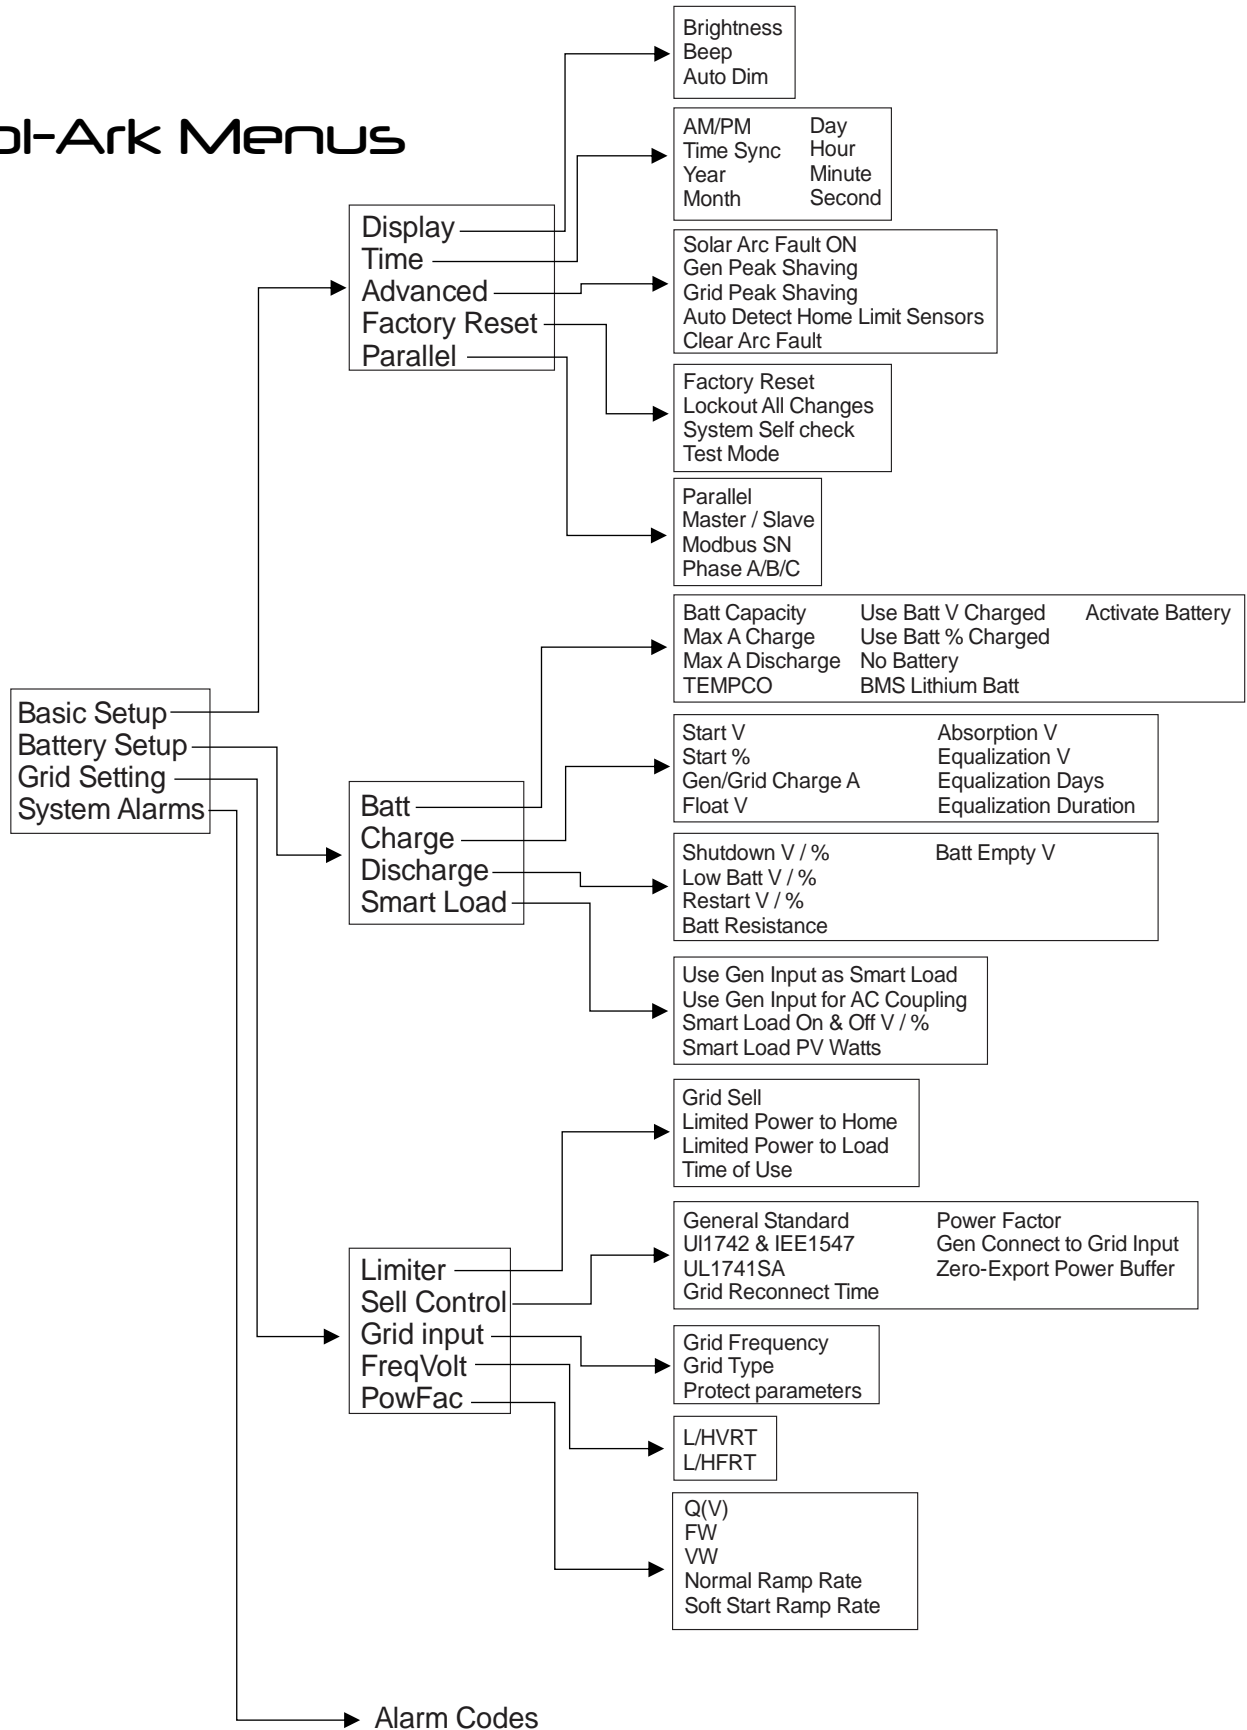 ol-Ark Menus
Brightness
Beep
Auto Dim
AM/PM Day
Time Sync Hour
Year Minute
Month Second
Display
Time
Advanced
Factory Reset
Parallel
Solar Arc Fault ON
Gen Peak Shaving
Grid Peak Shaving
Auto Detect Home Limit Sensors
Clear Arc Fault
Factory Reset
Lockout All Changes
System Self check
Test Mode
Parallel
Master / Slave
Modbus SN
Phase A/B/C
Batt Capacity Use Batt V Charged Activate Battery
Max A Charge Use Batt % Charged
Max A Discharge No Battery
TEMPCO BMS Lithium Batt
Basic Setup
Battery Setup
Grid Setting
System Alarms
Start V Absorption V
Start % Equalization V
Gen/Grid Charge A Equalization Days
Float V Equalization Duration
Batt
Charge
Discharge
Smart Load
Shutdown V / % Batt Empty V
Low Batt V / %
Restart V / %
Batt Resistance
Use Gen Input as Smart Load
Use Gen Input for AC Coupling
Smart Load On & Off V / %
Smart Load PV Watts
Grid Sell
Limited Power to Home
Limited Power to Load
Time of Use
General Standard Power Factor
Ul1742 & IEE1547 Gen Connect to Grid Input
UL1741SA Zero-Export Power Buffer
Grid Reconnect Time
Limiter
Sell Control
Grid input
FreqVolt
PowFac
Grid Frequency
Grid Type
Protect parameters
L/HVRT
L/HFRT
Q(V)
FW
VW
Normal Ramp Rate
Soft Start Ramp Rate
Alarm Codes